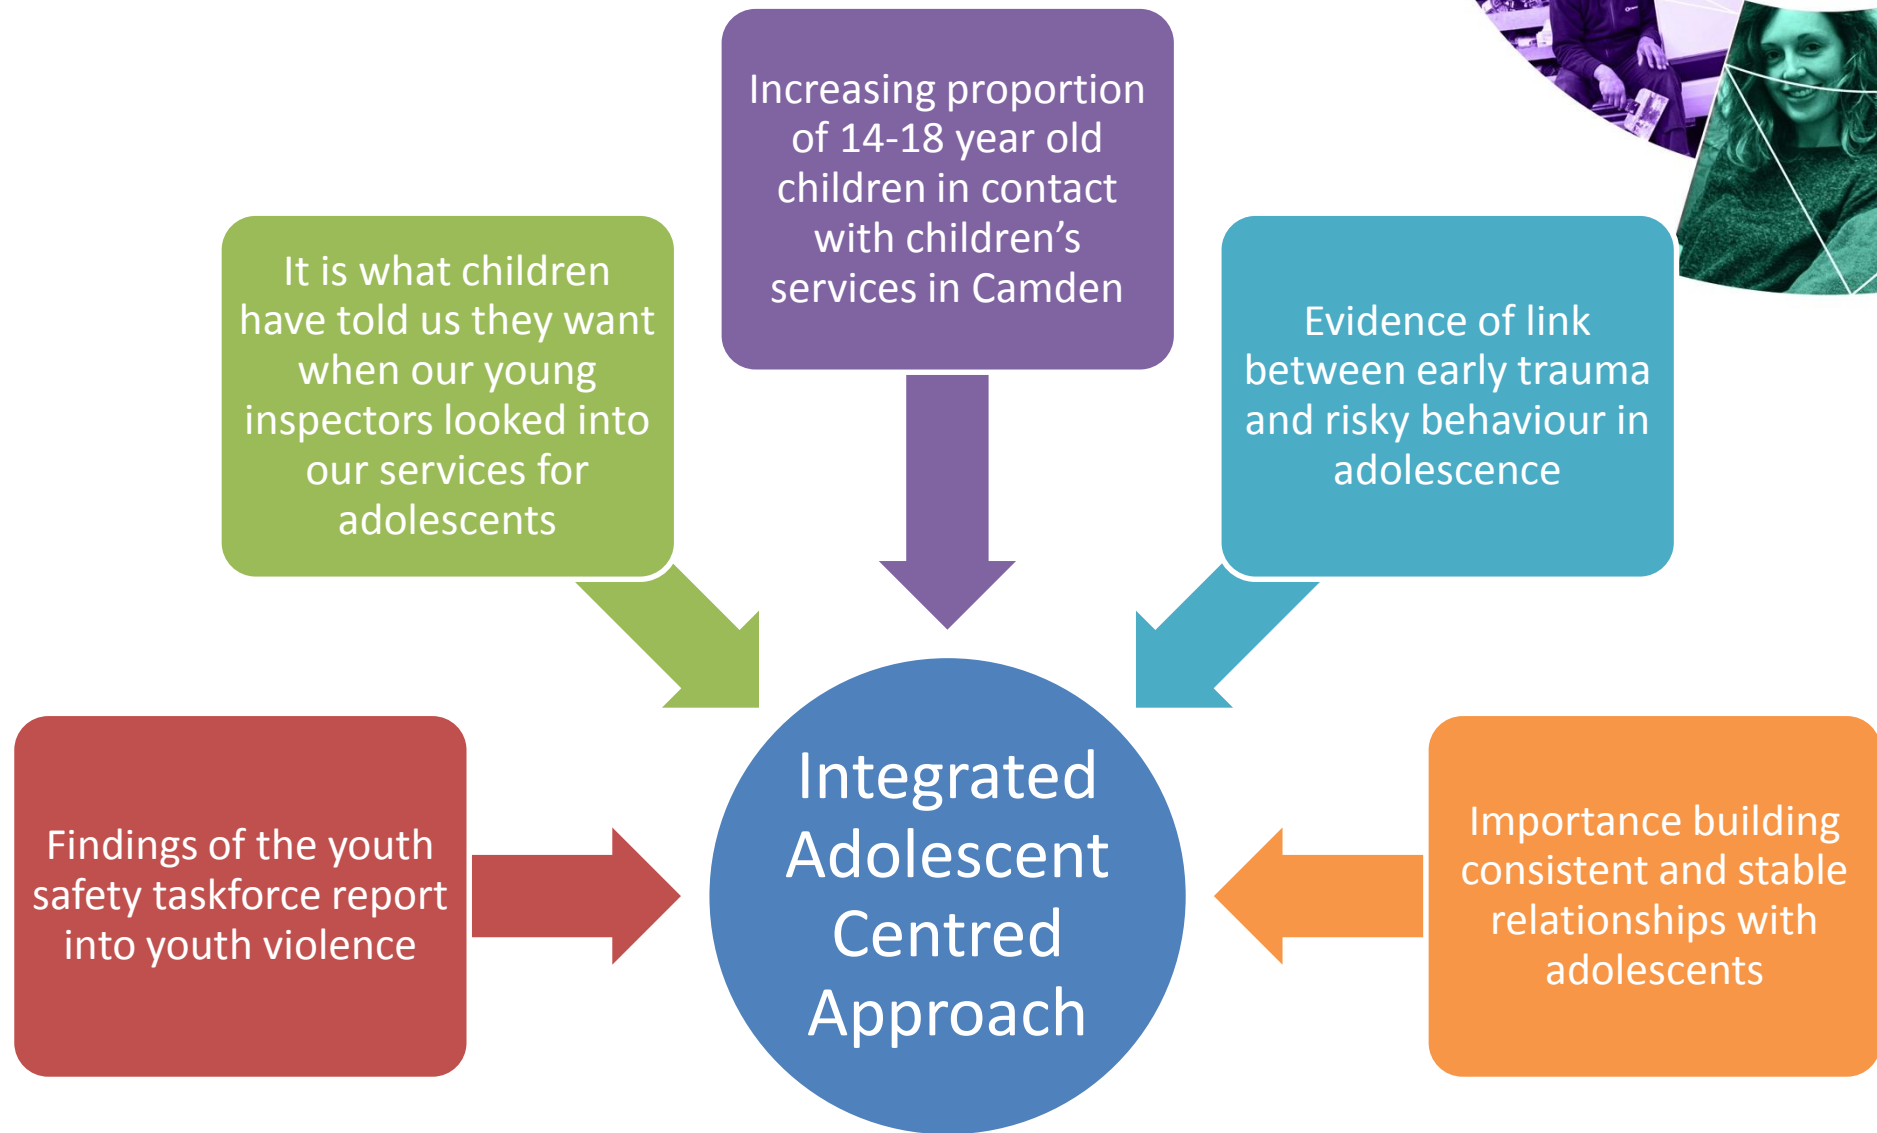 Increasing proportion
of 14-18 year old
children in contact
with children’s
services in Camden
It is what children
have told us they want
when our young
inspectors looked into
our services for
adolescents
Evidence of link
between early trauma
and risky behaviour in
adolescence
Findings of the youth
safety taskforce report
into youth violence
Integrated
Adolescent
Centred
Approach
Importance building
consistent and stable
relationships with
adolescents